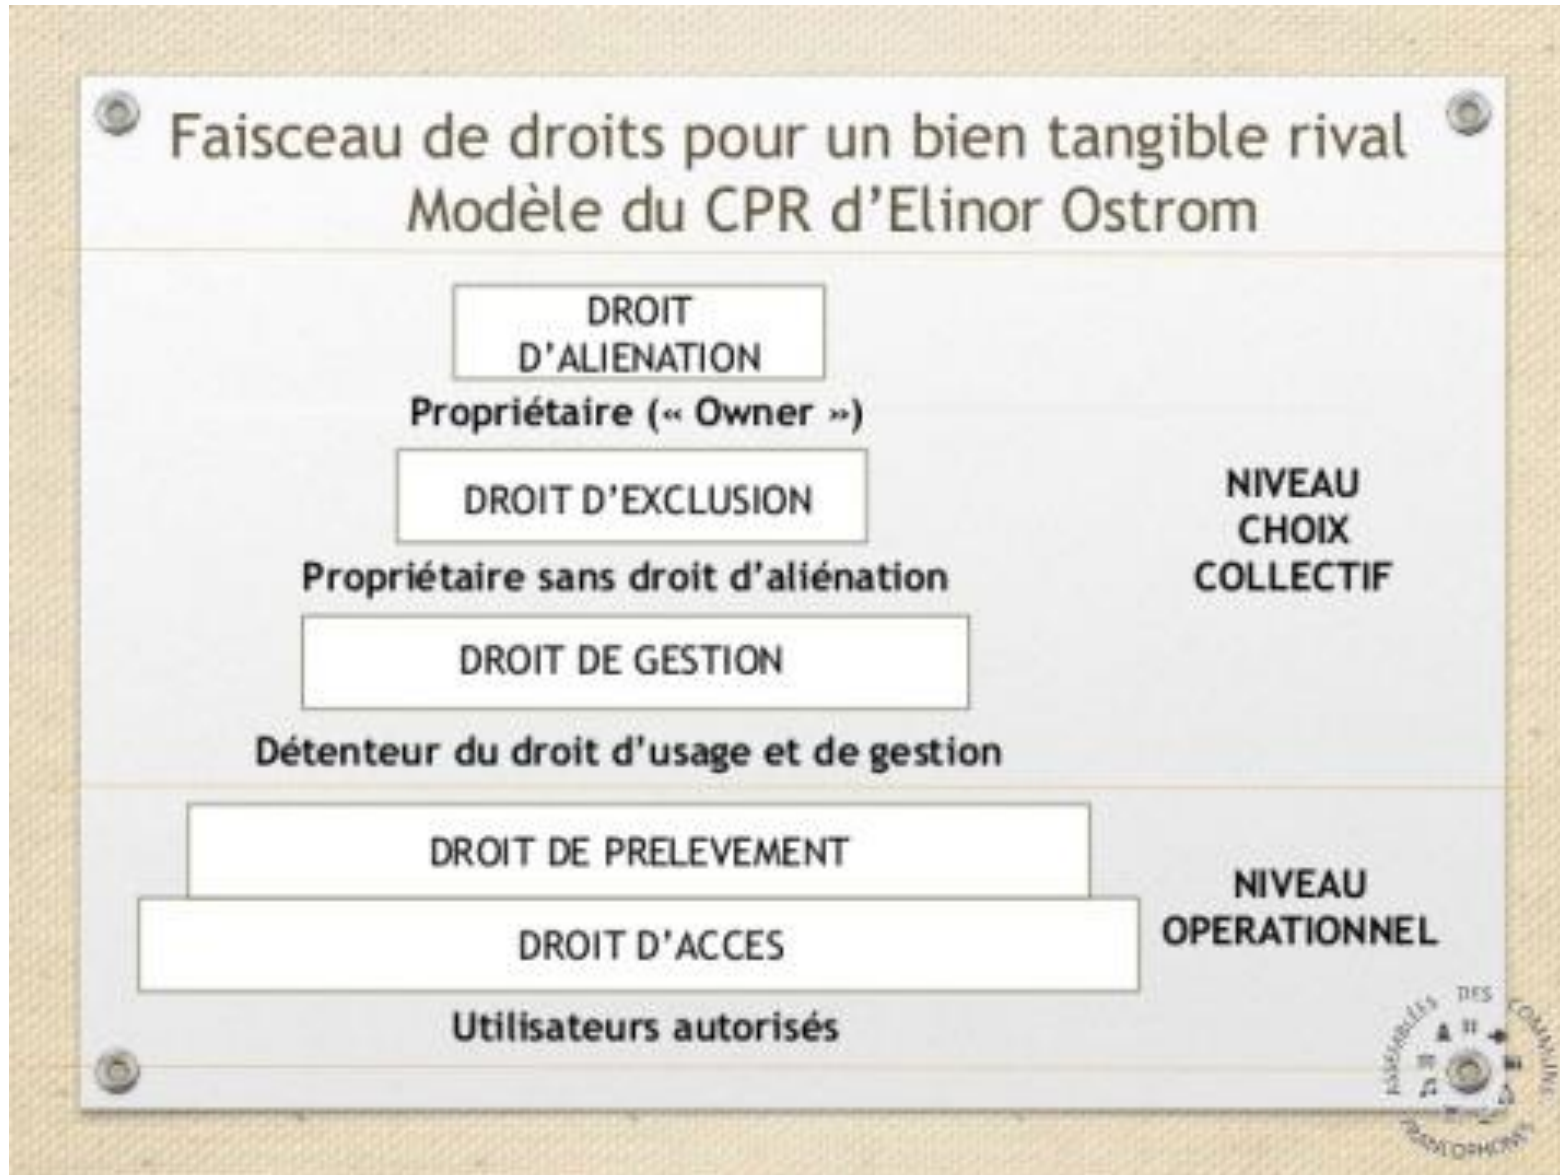 Faisceau de droits pour un bien tangible rival
Modèle du CPR d’Elinor Ostrom
DROIT
D’ALIENATION
Propriétaire (« Owner »)
DROIT D’EXCLUSION
Propriétaire sans droit d’aliénation
DROIT DE GESTION
Détenteur du droit d’usage et de gestion
NIVEAU
CHOIX
COLLECTIF
DROIT DE PRELEVEMENT
DROIT D’ACCES
Utilisateurs autorisés
NIVEAU
OPERATIONNEL
ASSEMBLÉES DES COMMUNS
FRANCOPHONES